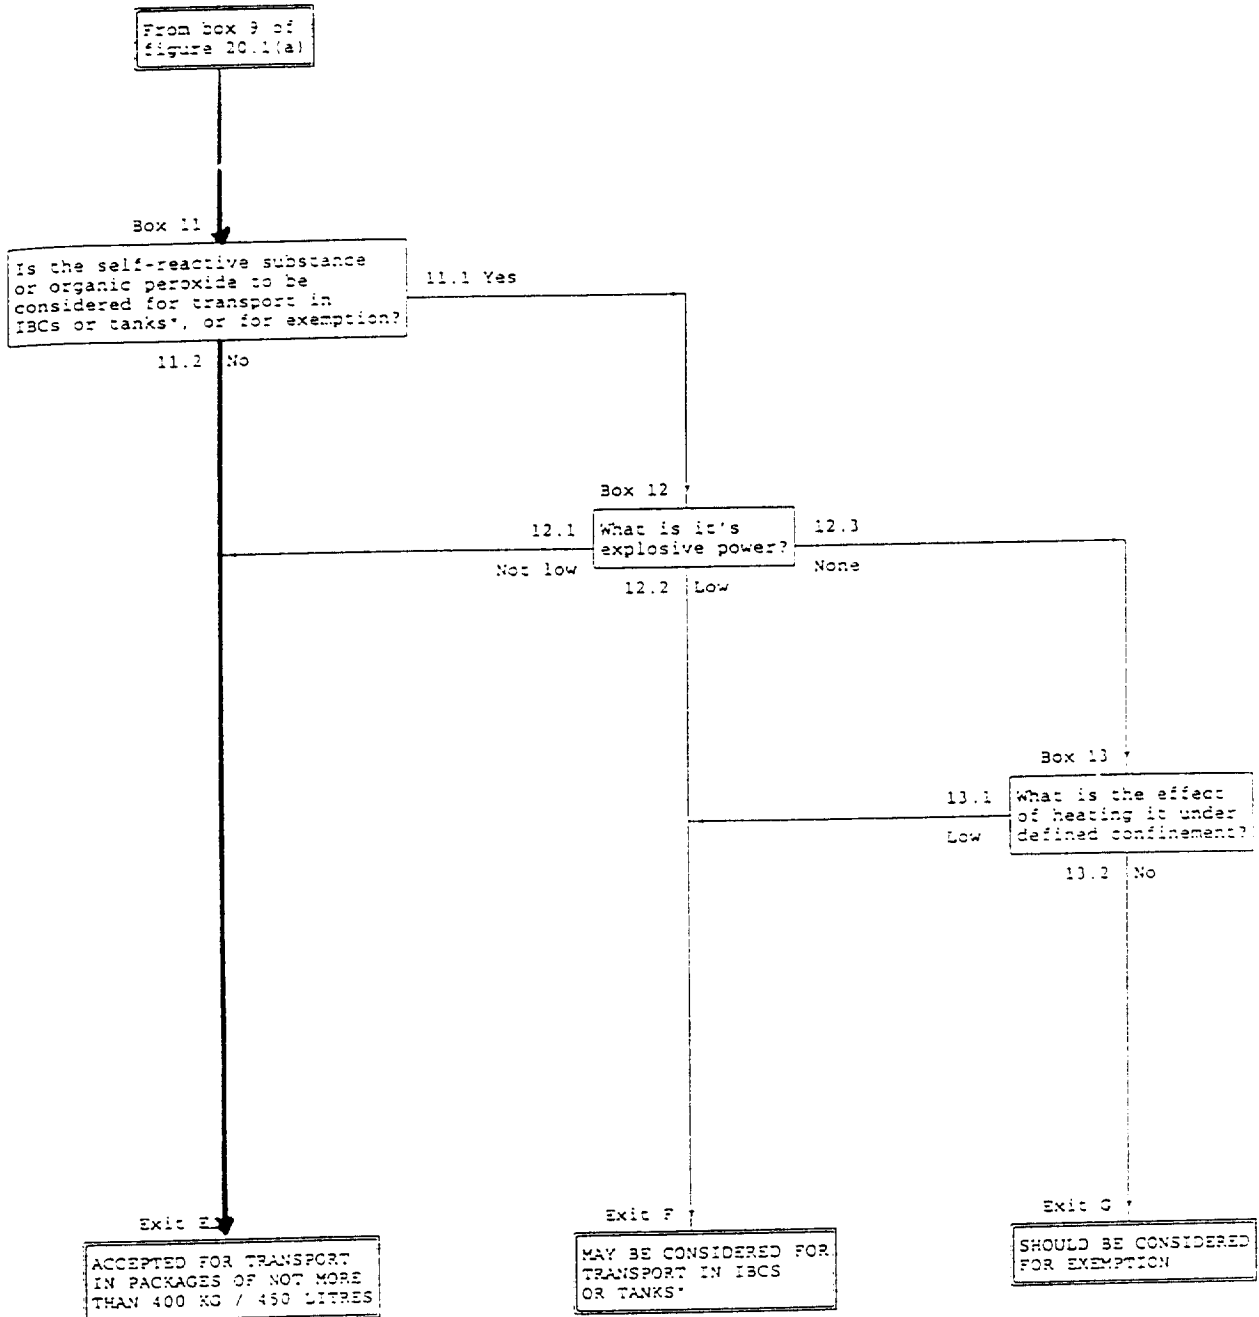 From box 9 of
figure 20.1(a)
Box 11
Is the self-reactive substance
or organic peroxide to be
considered for transport in
IBCs or tanks*, or for exemption?
11.1 Yes
11.2 No
Box 12
What is it's
explosive power?
12.1
Not low
12.2 Low
12.3
None
Box 13
What is the effect
of heating it under
defined confinement?
13.1
Low
13.2 No
Exit E
ACCEPTED FOR TRANSPORT
IN PACKAGES OF NOT MORE
THAN 400 KG / 450 LITRES
Exit F
MAY BE CONSIDERED FOR
TRANSPORT IN IBCS
OR TANKS*
Exit G
SHOULD BE CONSIDERED
FOR EXEMPTION